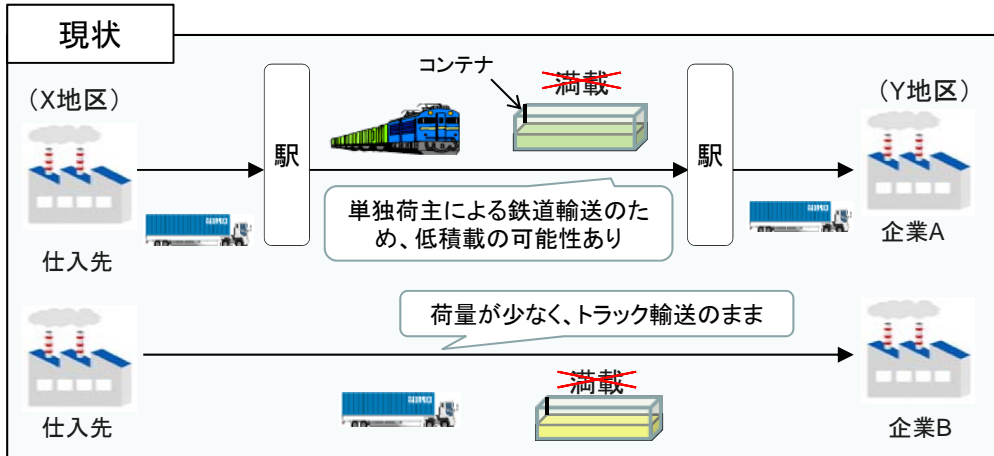 現状
コンテナ
満載
（X地区）
（Y地区）
駅
駅
単独荷主による鉄道輸送のた
め、低積載の可能性あり
仕入先
企業A
荷量が少なく、トラック輸送のまま
満載
仕入先
企業B